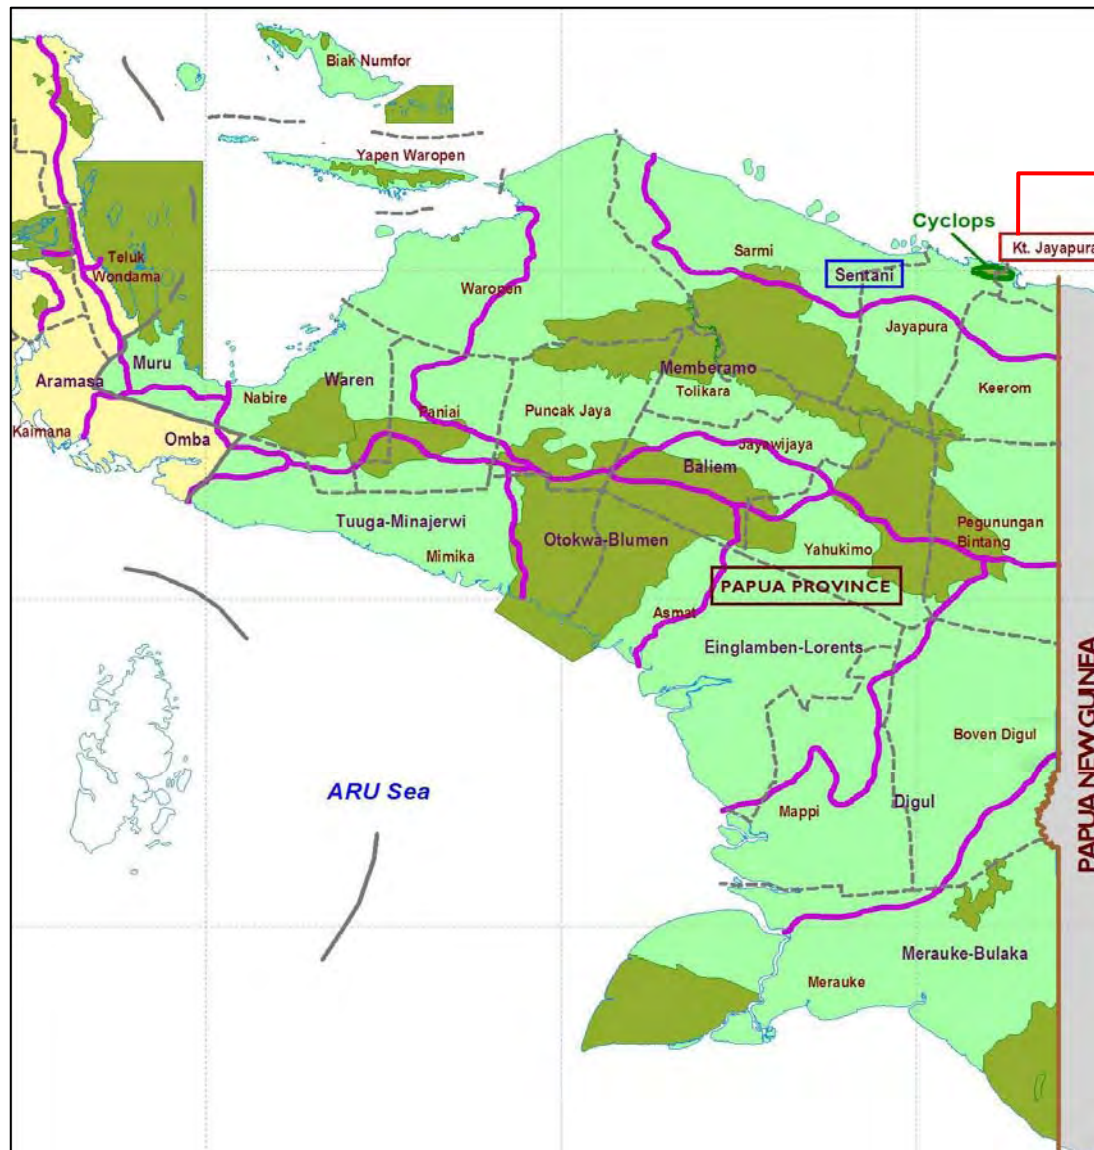 Biak Numfor
Yapen Waropen
Cyclops
Kt. Jayapura
Teluk
Wondama
Sarmi
Sentani
Waropen
Jayapura
Muru
Aramasa
Waren
Memberamo
Nabire
Tolikara
Keerom
Kaimana
Omba
Paniai
Puncak Jaya
Jayawijaya
Baliem
Tuuga-Minajerwi
Otokwa-Blumen
Mimika
Yahukimo
Pegunungan
Bintang
PAPUA PROVINCE
Asmat
Einglamben-Lorents
Boven Digul
ARU Sea
Mappi
Digul
PAPUA NEW GUINEA
Merauke-Bulaka
Merauke